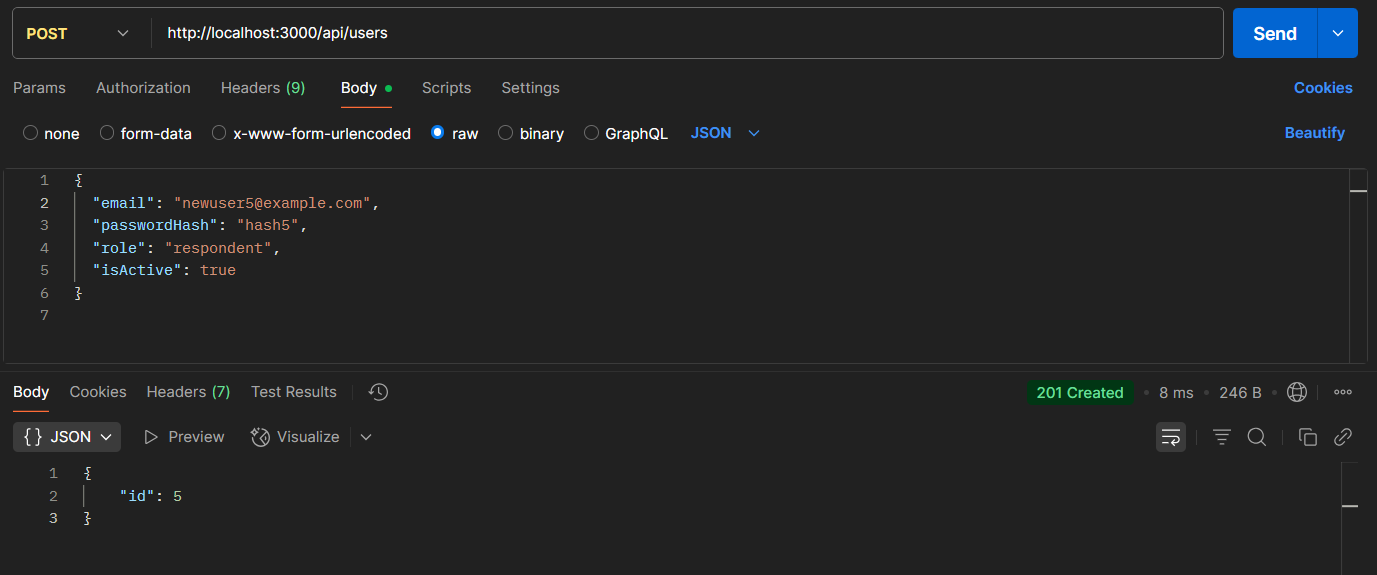 POST http://localhost:3000/api/users Send
Params Authorization Headers (9) Body Scripts Settings Cookies
none form-data x-www-form-urlencoded raw binary GraphQL JSON Beautify
1 {
2 "email": "newuser5@example.com",
3 "passwordHash": "hash5",
4 "role": "respondent",
5 "isActive": true
6 }
7
Body Cookies Headers (7) Test Results 201 Created • 8 ms • 246 B •
{} JSON Preview Visualize
1 {
2 "id": 5
3 }